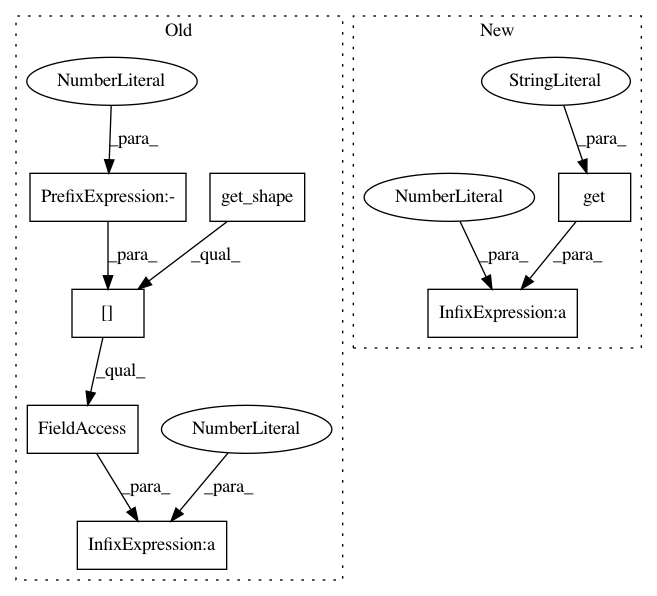 Old
New
NumberLiteral
StringLiteral
_para_
_para_
PrefixExpression:-
get_shape
NumberLiteral
get
_para_
_qual_
_para_
_para_
[]
InfixExpression:a
_qual_
FieldAccess
NumberLiteral
_para_
_para_
InfixExpression:a